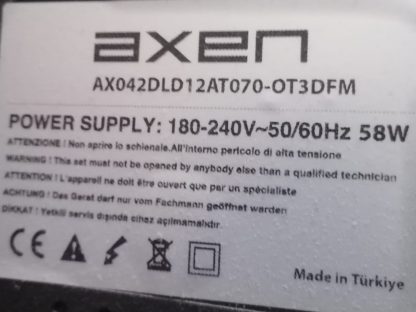 axen
AX042DLD12AT070-OT3DFM
POWER SUPPLY: 180-240V~50/60Hz 58W
ATTENZIONE ! Non aprire lo schienale.All'interno pericolo di alta tensione
WARNING ! This set must not be opened by anybody else than a qualified technician
ATTENTION ! L'appareil ne doit être ouvert que par un spécialiste
ACHTUNG ! Das Gerät darf nur vom Fachmann geöffnet warden
DİKKAT ! Yetkili servis dışında cihaz açılmamalıdır
CE
Made in Türkiye